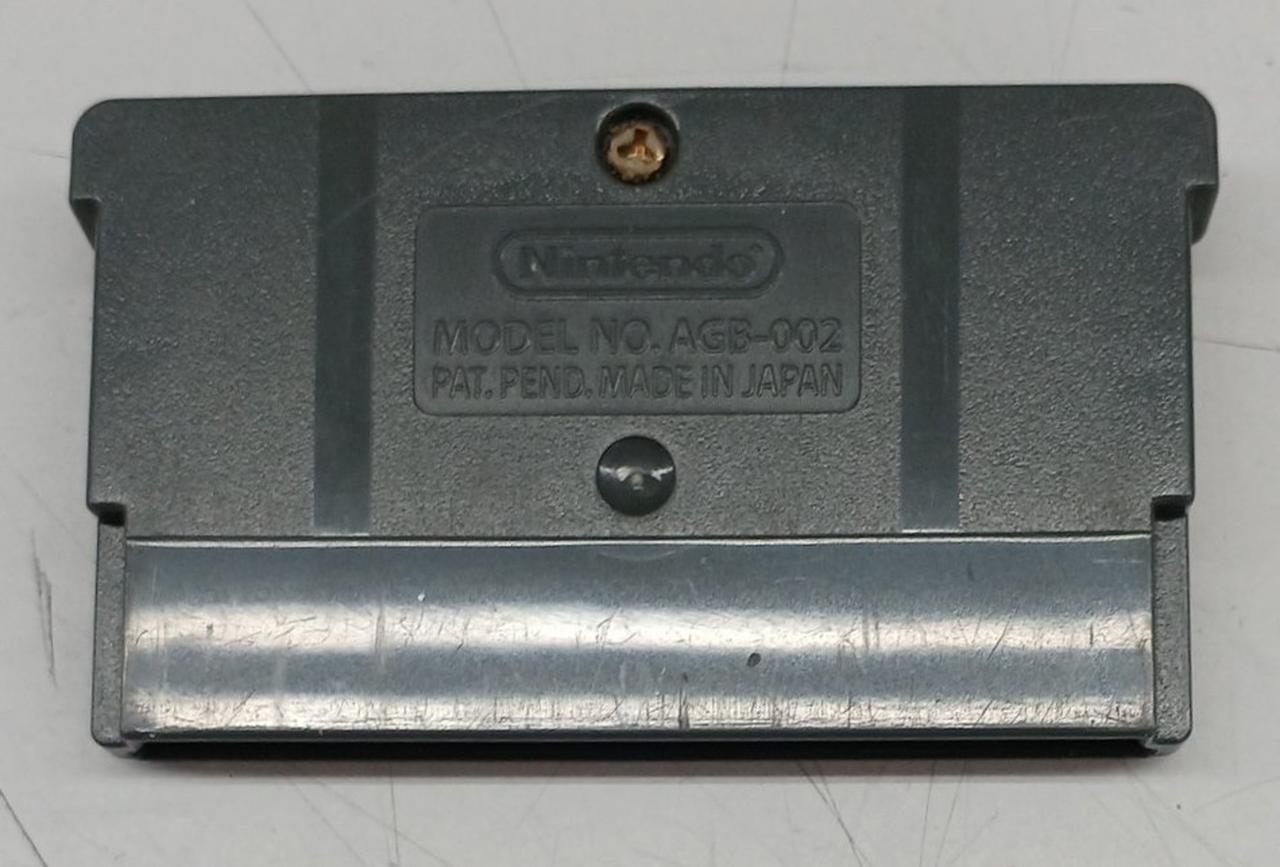 Nintendo®
MODEL NO. AGB-002
PAT. PEND. MADE IN JAPAN